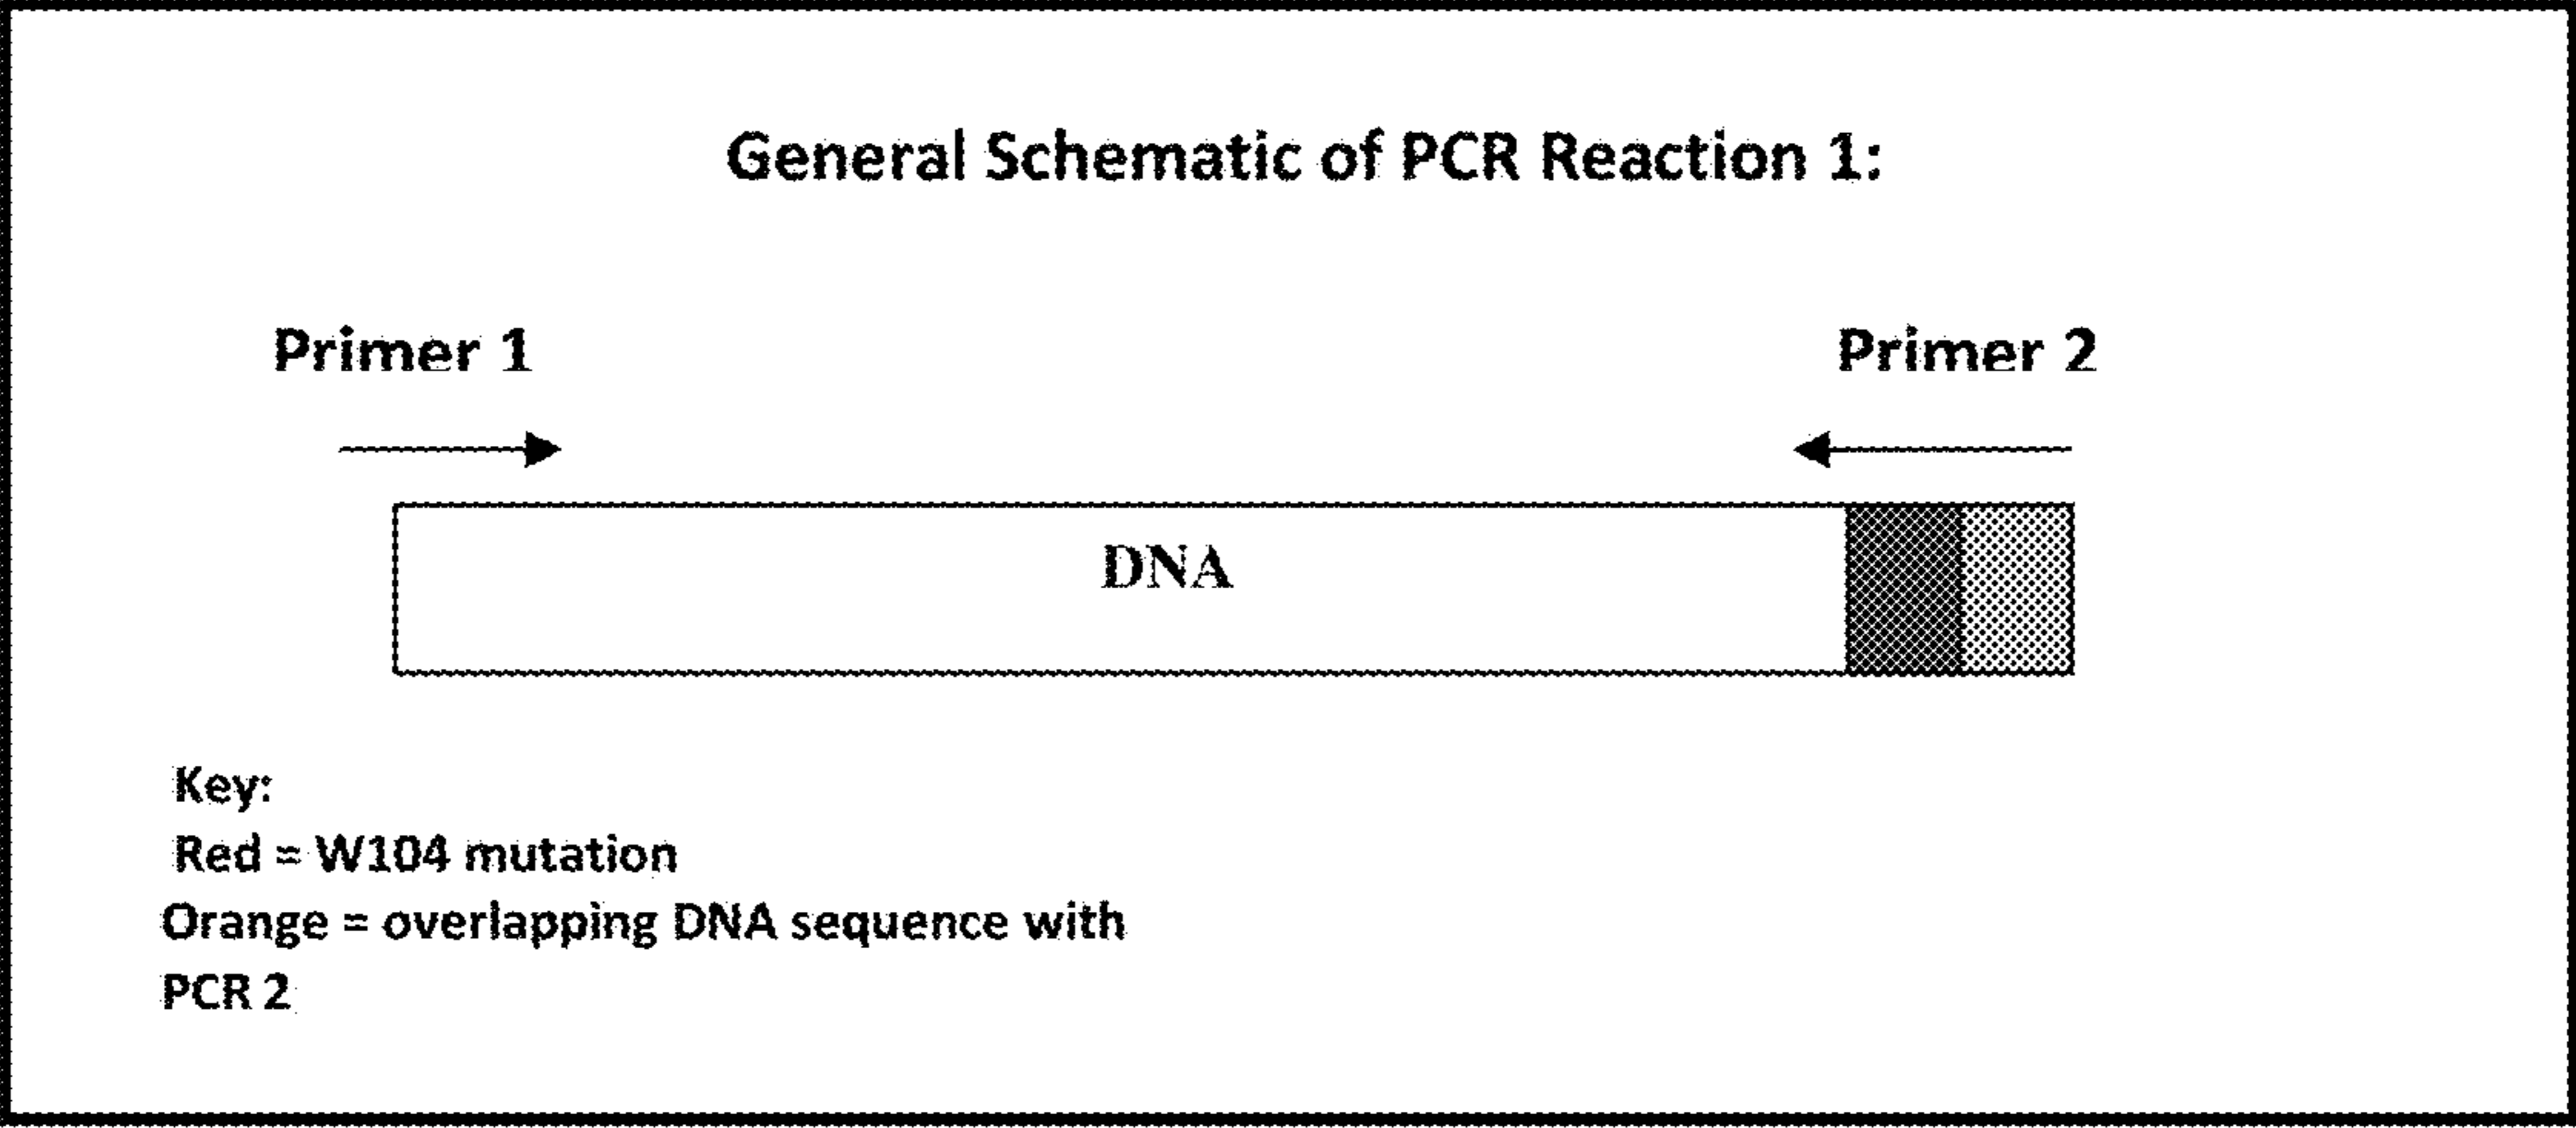 General Schematic of PCR Reaction 1:
Primer 1
Primer 2
DNA
Key:
Red = W104 mutation
Orange = overlapping DNA sequence with
PCR 2